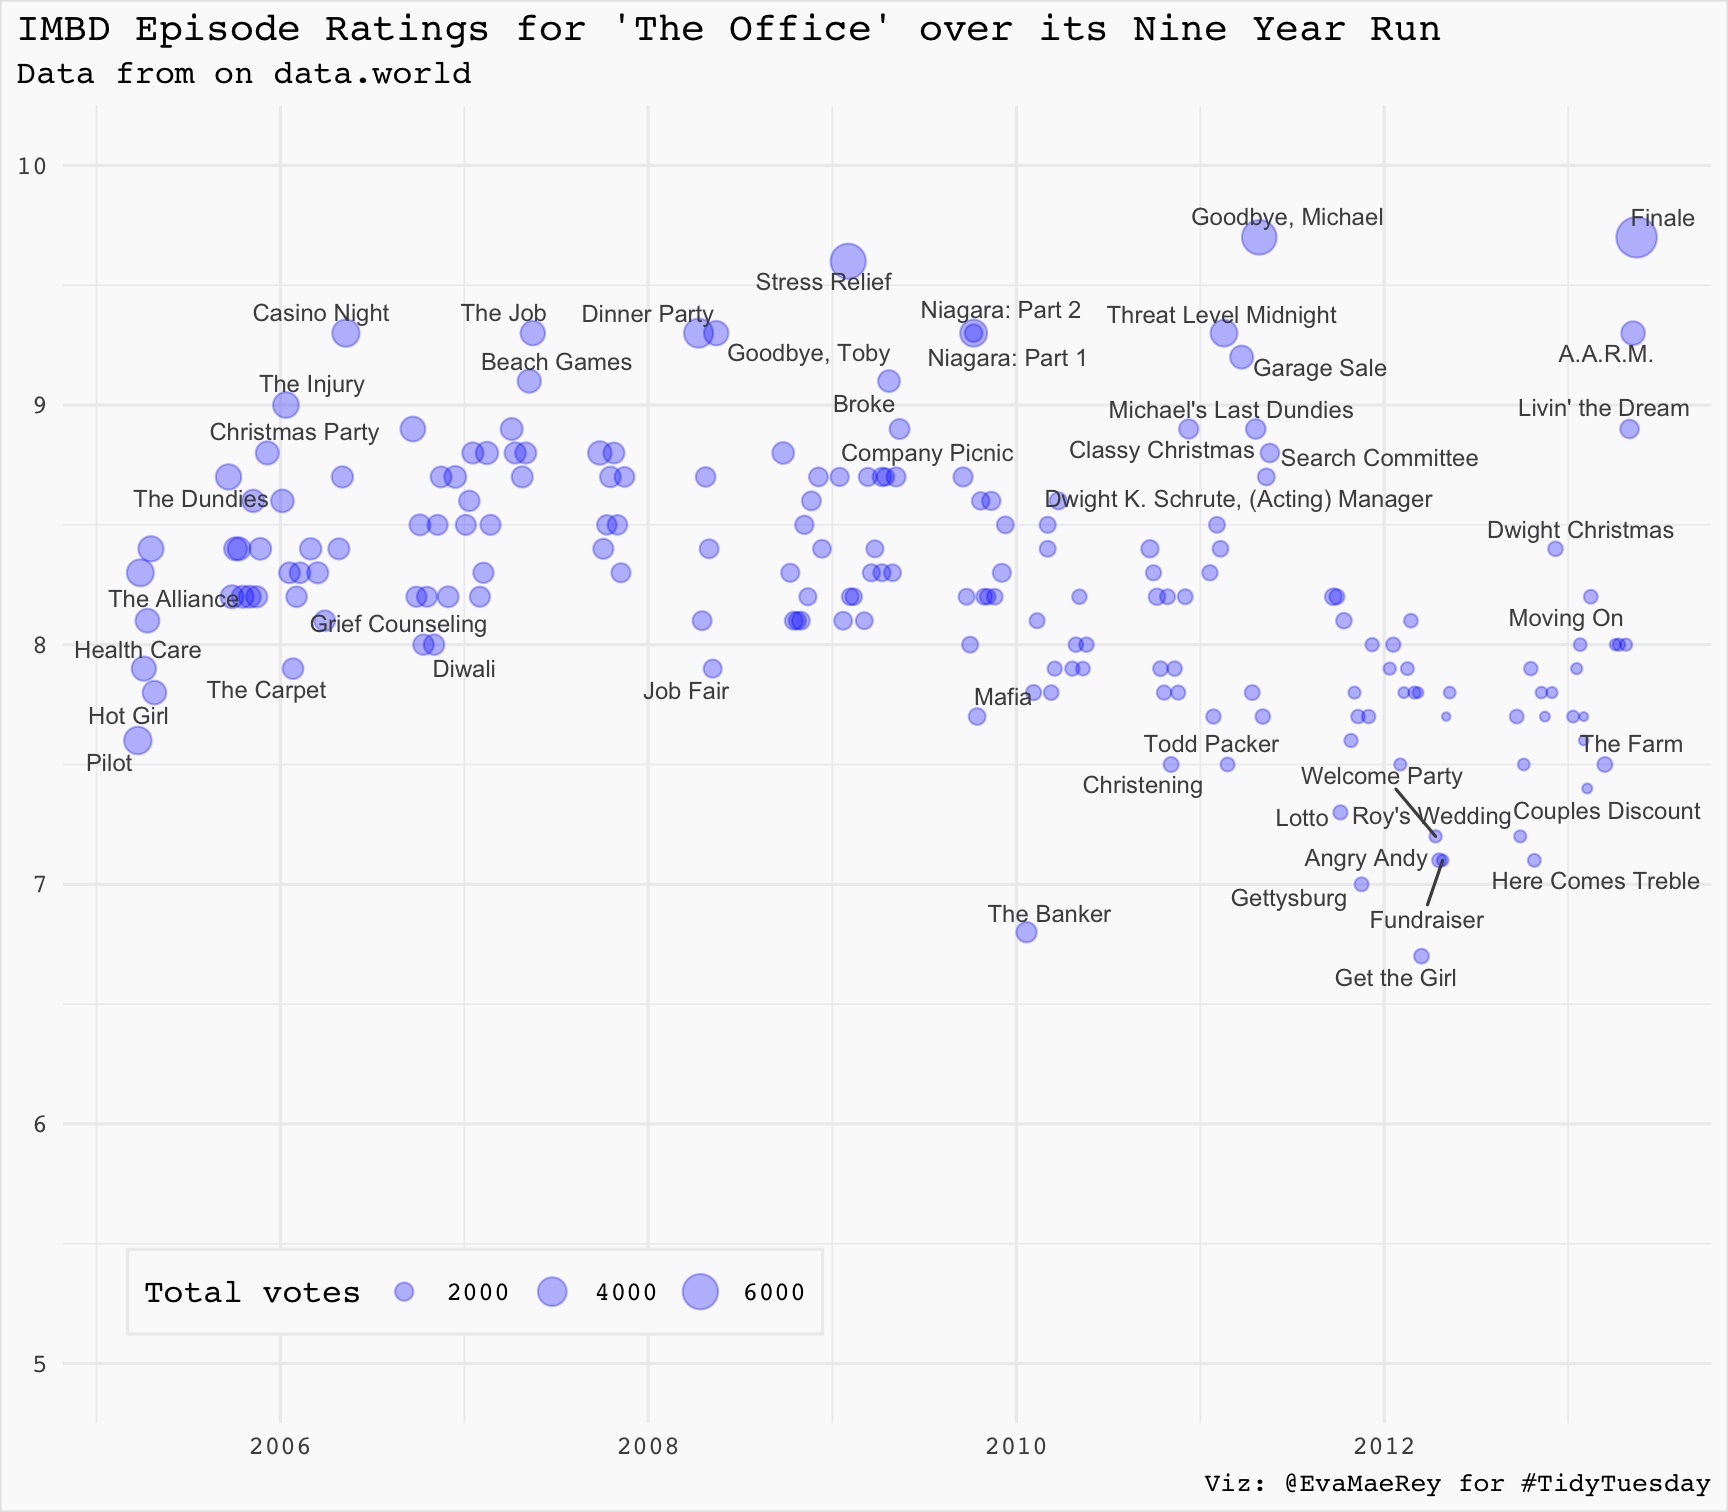 IMBD Episode Ratings for 'The Office' over its Nine Year Run
Data from on data.world
10
Goodbye, Michael
Finale
Stress Relief
Casino Night
The Job
Dinner Party
Niagara: Part 2
Threat Level Midnight
Goodbye, Toby
Niagara: Part 1
A.A.R.M.
Beach Games
Garage Sale
The Injury
9
Broke
Michael's Last Dundies
Livin' the Dream
Christmas Party
Company Picnic
Classy Christmas
Search Committee
The Dundies
Dwight K. Schrute, (Acting) Manager
Dwight Christmas
The Alliance
Grief Counseling
Moving On
8
Health Care
Diwali
The Carpet
Job Fair
Mafia
Hot Girl
Pilot
Todd Packer
The Farm
Christening
Welcome Party
Lotto
Roy's Wedding
Couples Discount
Angry Andy
7
Gettysburg
Here Comes Treble
The Banker
Fundraiser
Get the Girl
6
Total votes 2000 4000 6000
5
2006 2008 2010 2012
Viz: @EvaMaeRey for #TidyTuesday